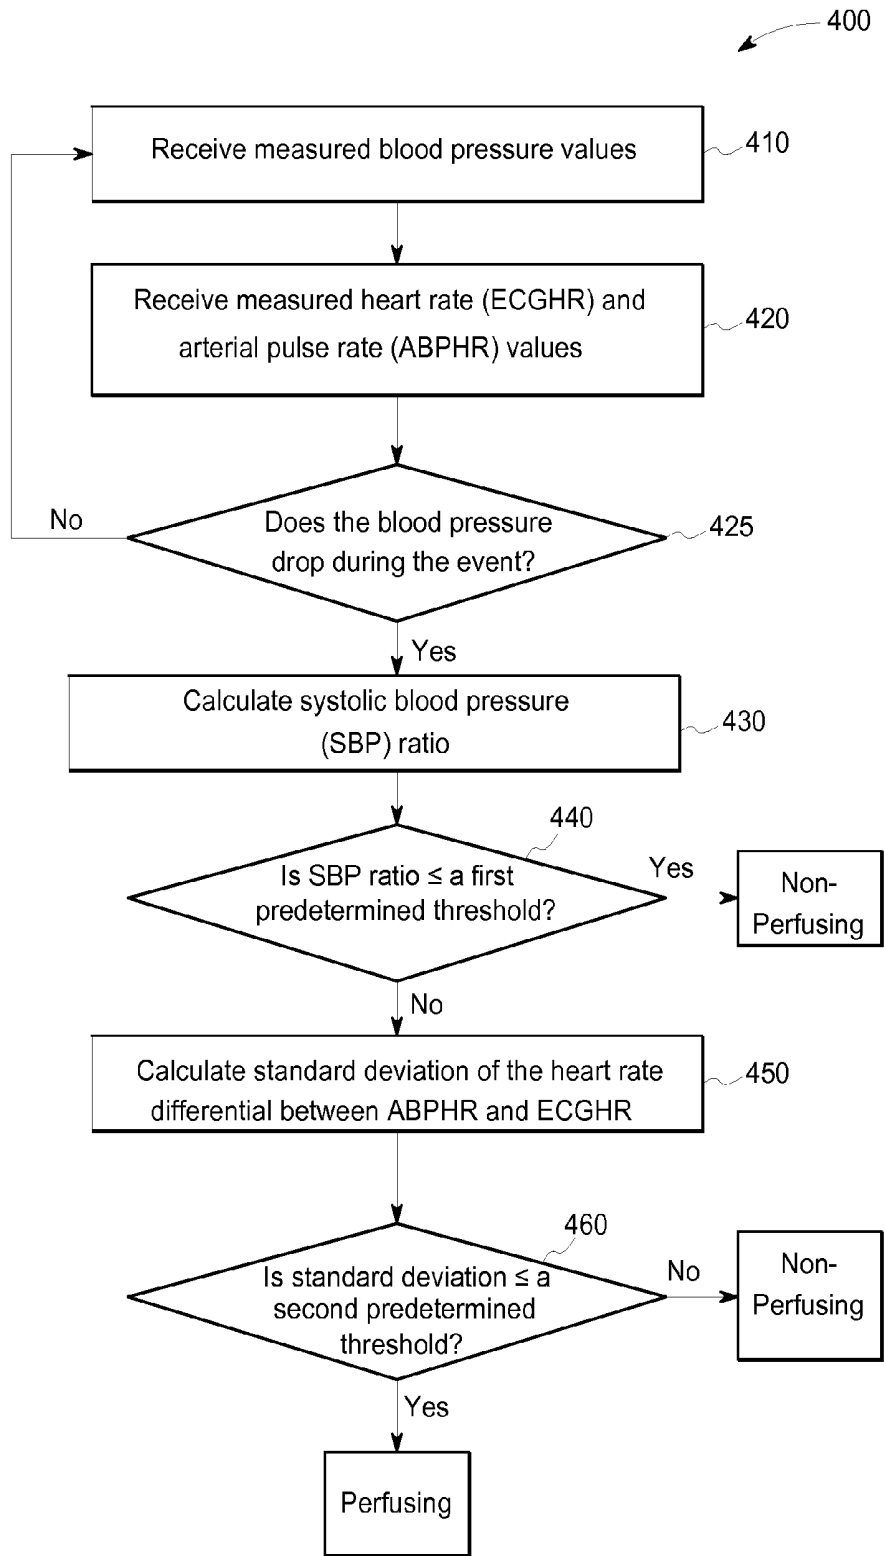 400
Receive measured blood pressure values
410
Receive measured heart rate (ECGHR) and
arterial pulse rate (ABPHR) values
420
Does the blood pressure
drop during the event?
425
No
Yes
Calculate systolic blood pressure
(SBP) ratio
430
440
Is SBP ratio ≤ a first
predetermined threshold?
Yes
Non-
Perfusing
No
Calculate standard deviation of the heart rate
differential between ABPHR and ECGHR
450
460
Is standard deviation ≤ a
second predetermined
threshold?
No
Non-
Perfusing
Yes
Perfusing